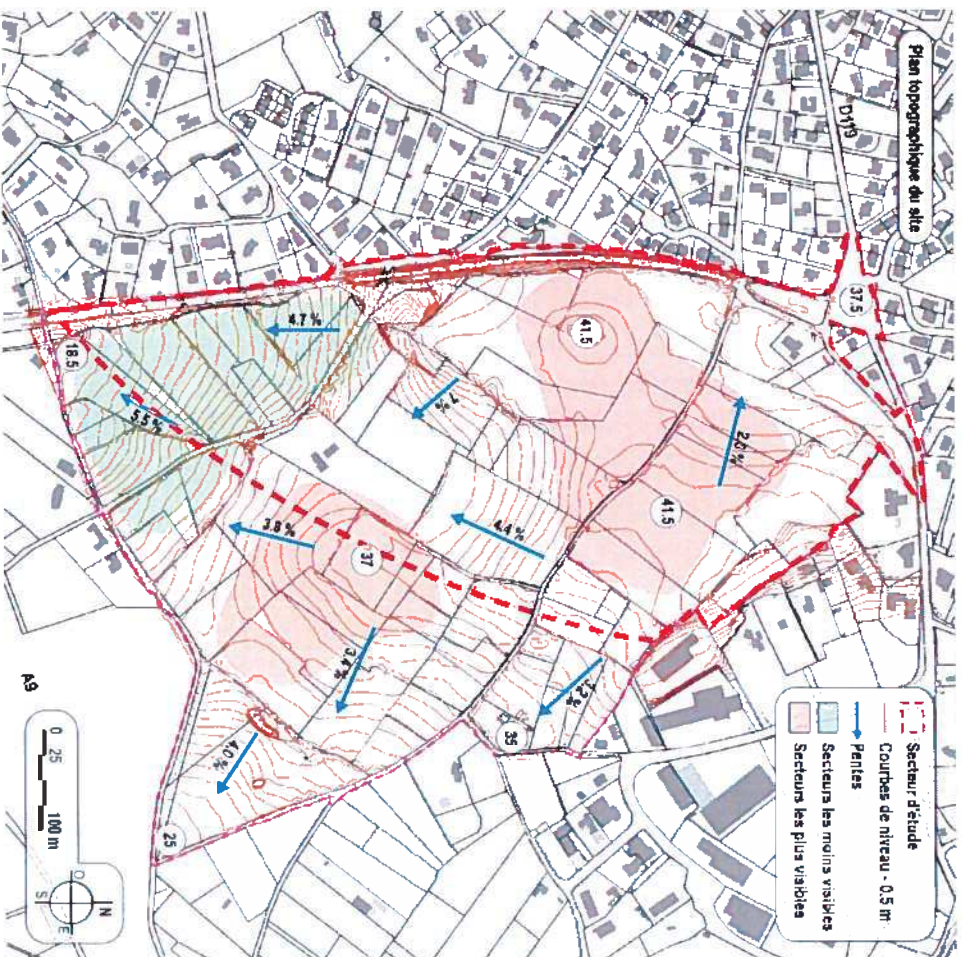 Plan topographique du site
D119
37.5
41.5
2.0 %
41.5
4.7 %
18.5
5.5 %
1 %
4.4 %
3.8 %
37
3.4 %
3.2 %
35
4.0 %
25
Secteur d'étude
Courbes de niveau - 0.5 m
Pentes
Secteurs les moins visibles
Secteurs les plus visibles
A9
0 25 100 m
N
O
S
E